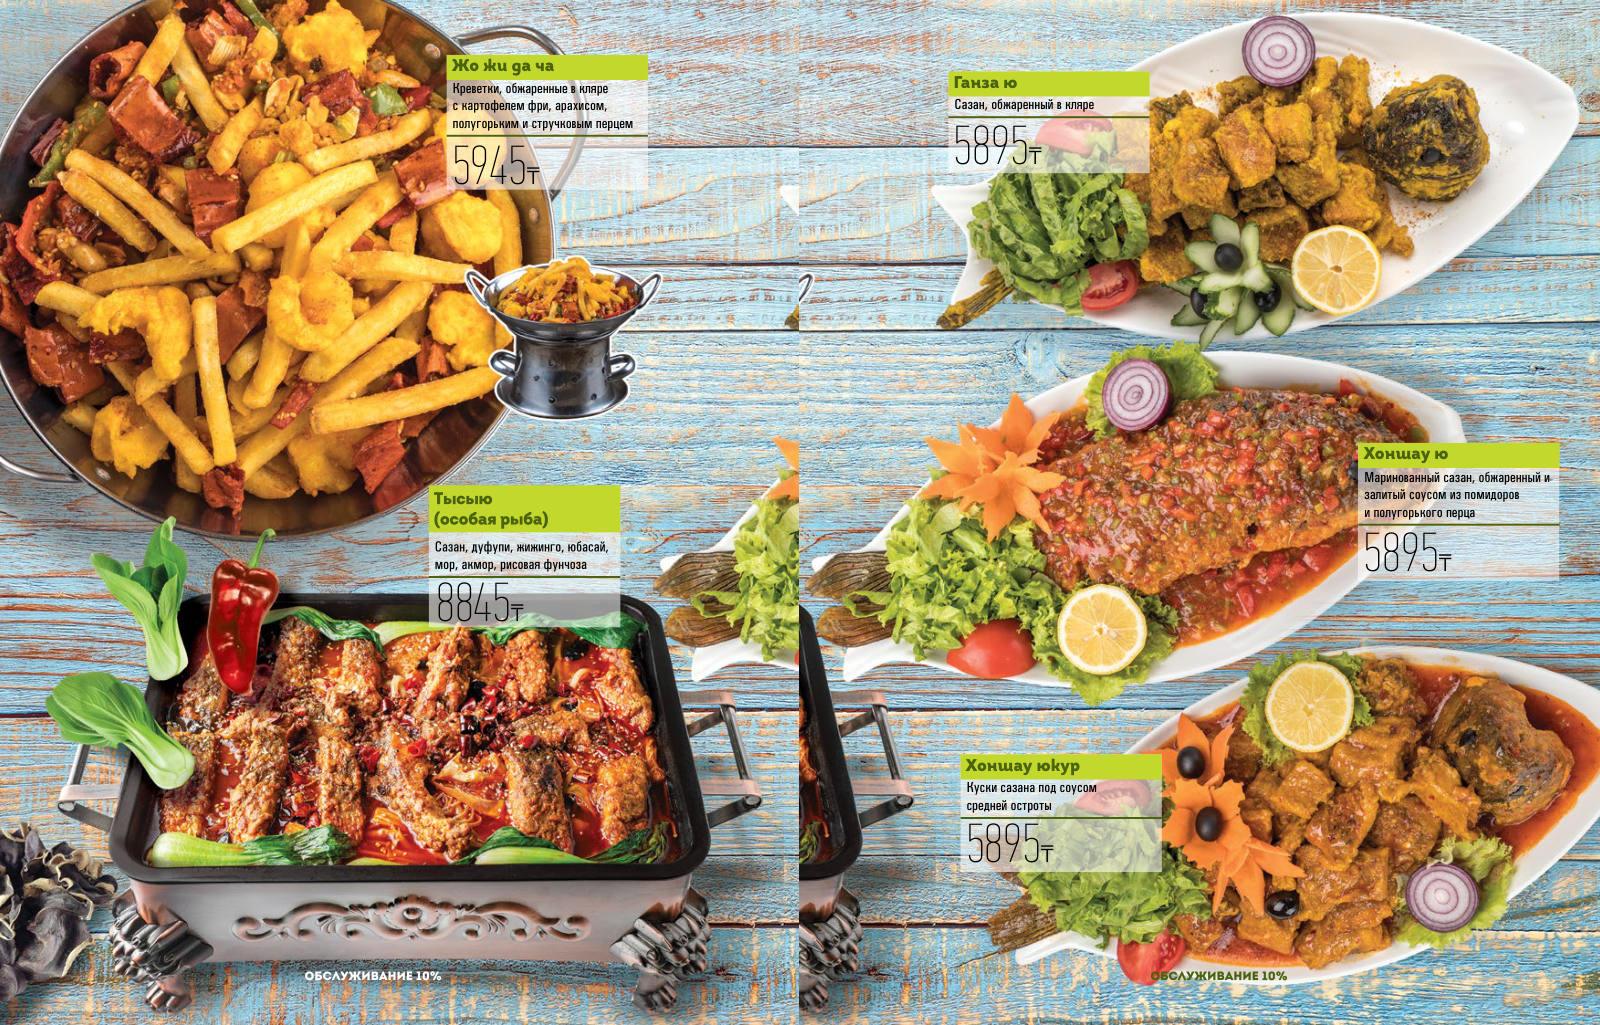 Жо жи да ча
Креветки, обжаренные в кляре
с картофелем фри, арахисом,
полугорьким и стручковым перцем
5945₸
Тысыю
(особая рыба)
Сазан, дуфупи, жижинго, юбасай,
мор, акмор, рисовая фунчоза
8845₸
ОБСЛУЖИВАНИЕ 10%
Ганза ю
Сазан, обжаренный в кляре
5895₸
Хоншау ю
Маринованный сазан, обжаренный и
залитый соусом из помидоров
и полугорького перца
5895₸
Хоншау юкур
Куски сазана под соусом
средней остроты
5895₸
ОБСЛУЖИВАНИЕ 10%